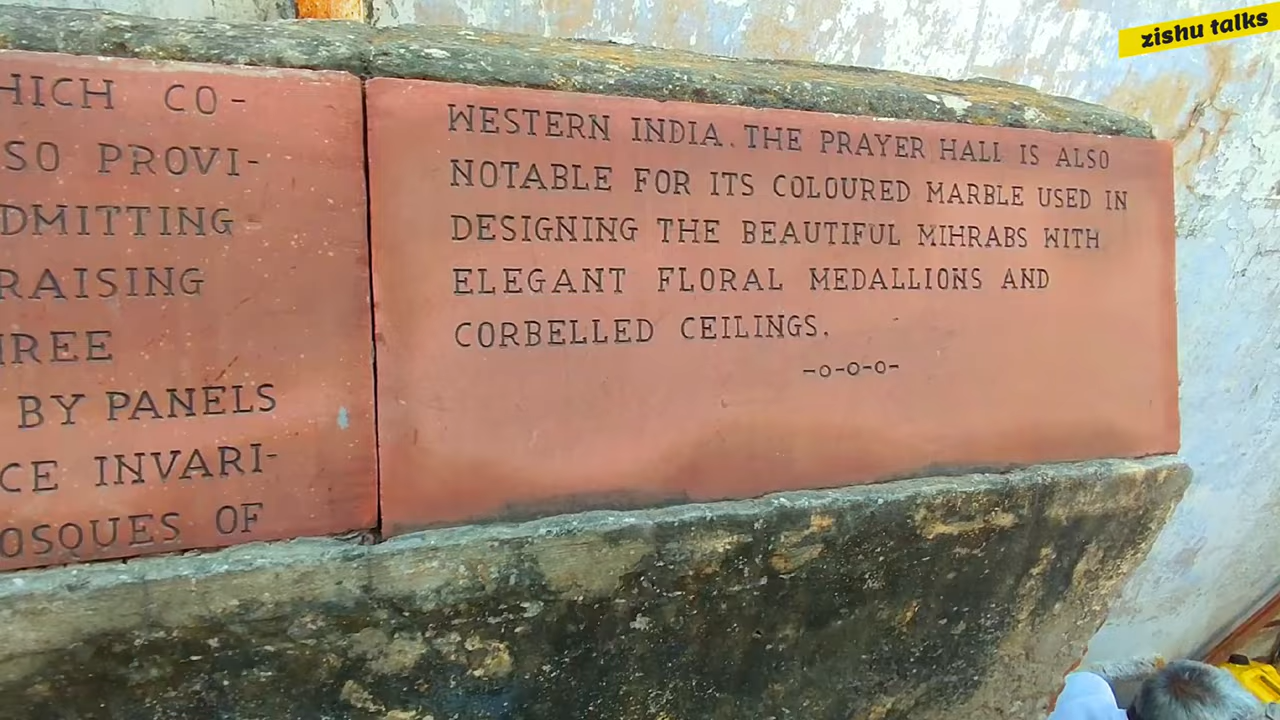 zishu talks
HICH CO-
SO PROVI-
DMITTING-
RAISING
REE
BY PANELS
CE INVARI-
OSQUES OF
WESTERN INDIA. THE PRAYER HALL IS ALSO
NOTABLE FOR ITS COLOURED MARBLE USED IN
DESIGNING THE BEAUTIFUL MIHRABS WITH
ELEGANT FLORAL MEDALLIONS AND
CORBELLED CEILINGS.
-o-o-o-